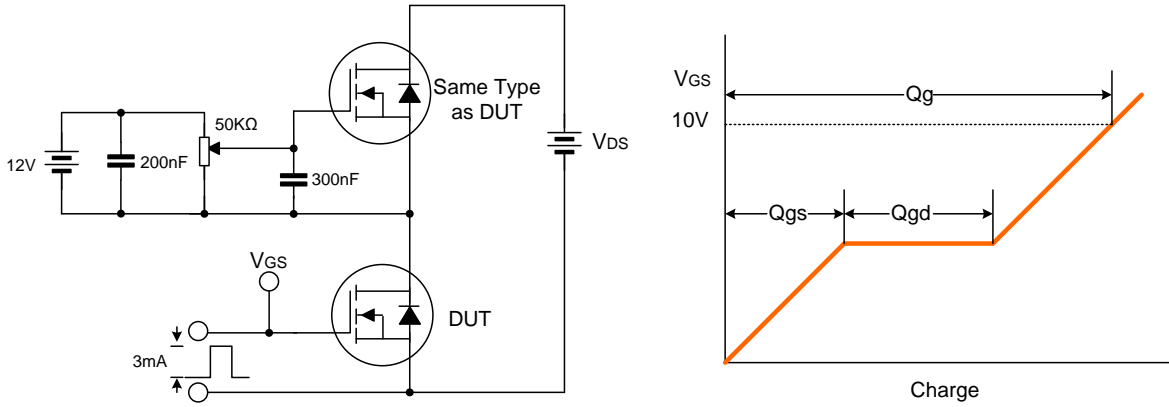 12V
200nF
50KΩ
300nF
Same Type
as DUT
VDS
VGS
DUT
3mA
VGS
10V
Qg
Qgs
Qgd
Charge